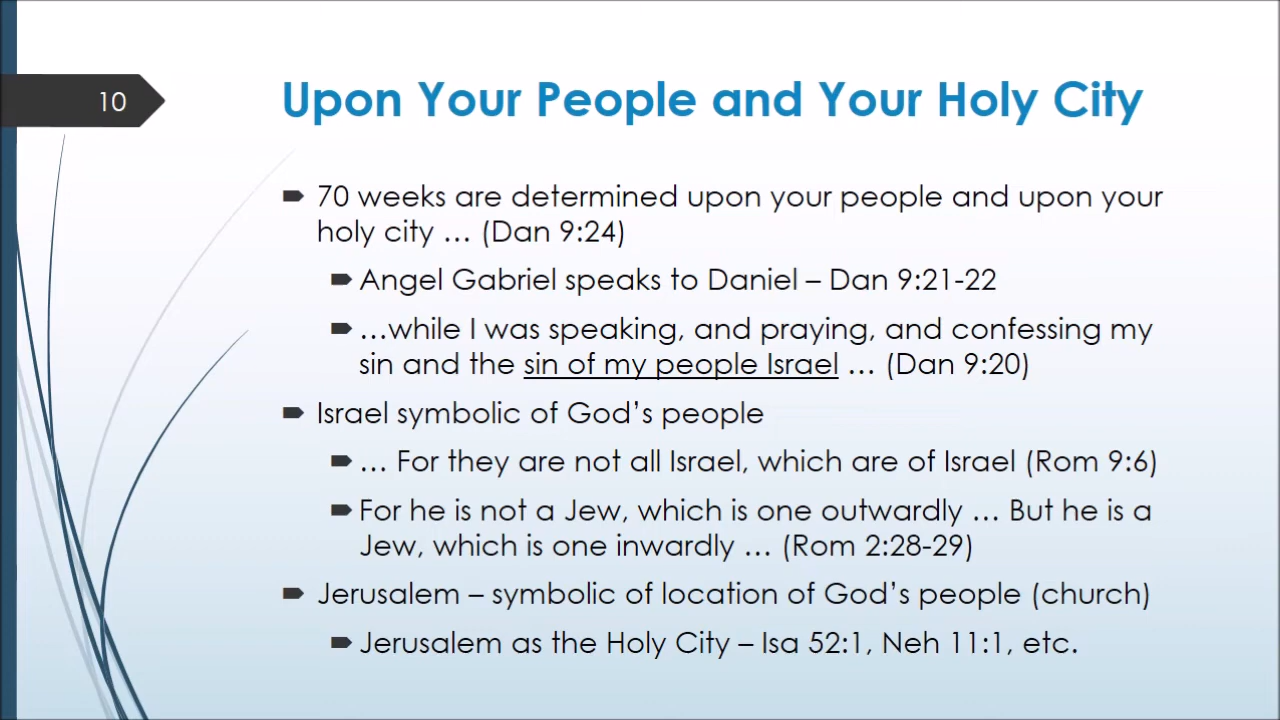 10
Upon Your People and Your Holy City
70 weeks are determined upon your people and upon your
holy city … (Dan 9:24)
Angel Gabriel speaks to Daniel – Dan 9:21-22
…while I was speaking, and praying, and confessing my
sin and the sin of my people Israel … (Dan 9:20)
Israel symbolic of God’s people
… For they are not all Israel, which are of Israel (Rom 9:6)
For he is not a Jew, which is one outwardly … But he is a
Jew, which is one inwardly … (Rom 2:28-29)
Jerusalem – symbolic of location of God’s people (church)
Jerusalem as the Holy City – Isa 52:1, Neh 11:1, etc.